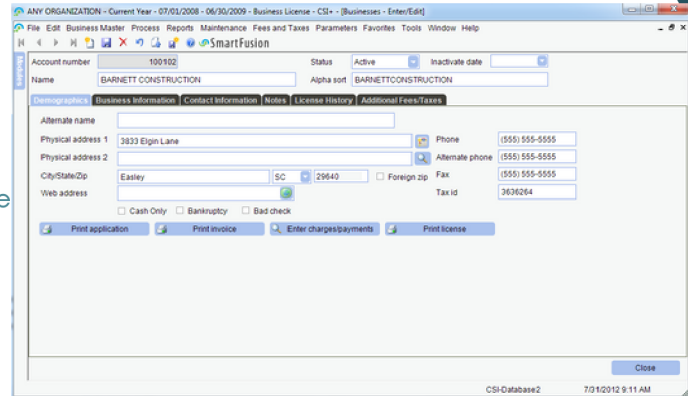 ANY ORGANIZATION - Current Year - 07/01/2008 - 06/30/2009 - Business License - CSI+ - [Businesses - Enter/Edit]
File Edit Business Master Process Reports Maintenance Fees and Taxes Parameters Favorites Tools Window Help
SmartFusion
Modules
Account number 100102 Status Active Inactivate date
Name BARNETT CONSTRUCTION Alpha sort BARNETTCONSTRUCTION
Demographics Business Information Contact Information Notes License History Additional Fees/Taxes
Alternate name
Physical address 1 3833 Elgin Lane Phone (555) 555-5555
Physical address 2 Alternate phone (555) 555-5555
City/State/Zip Easley SC 29640 Foreign zip Fax (555) 555-5555
e Web address Tax id 3636264
Cash Only Bankruptcy Bad check
Print application Print invoice Enter charges/payments Print license
Close
CSI-Database2 7/31/2012 9:11 AM